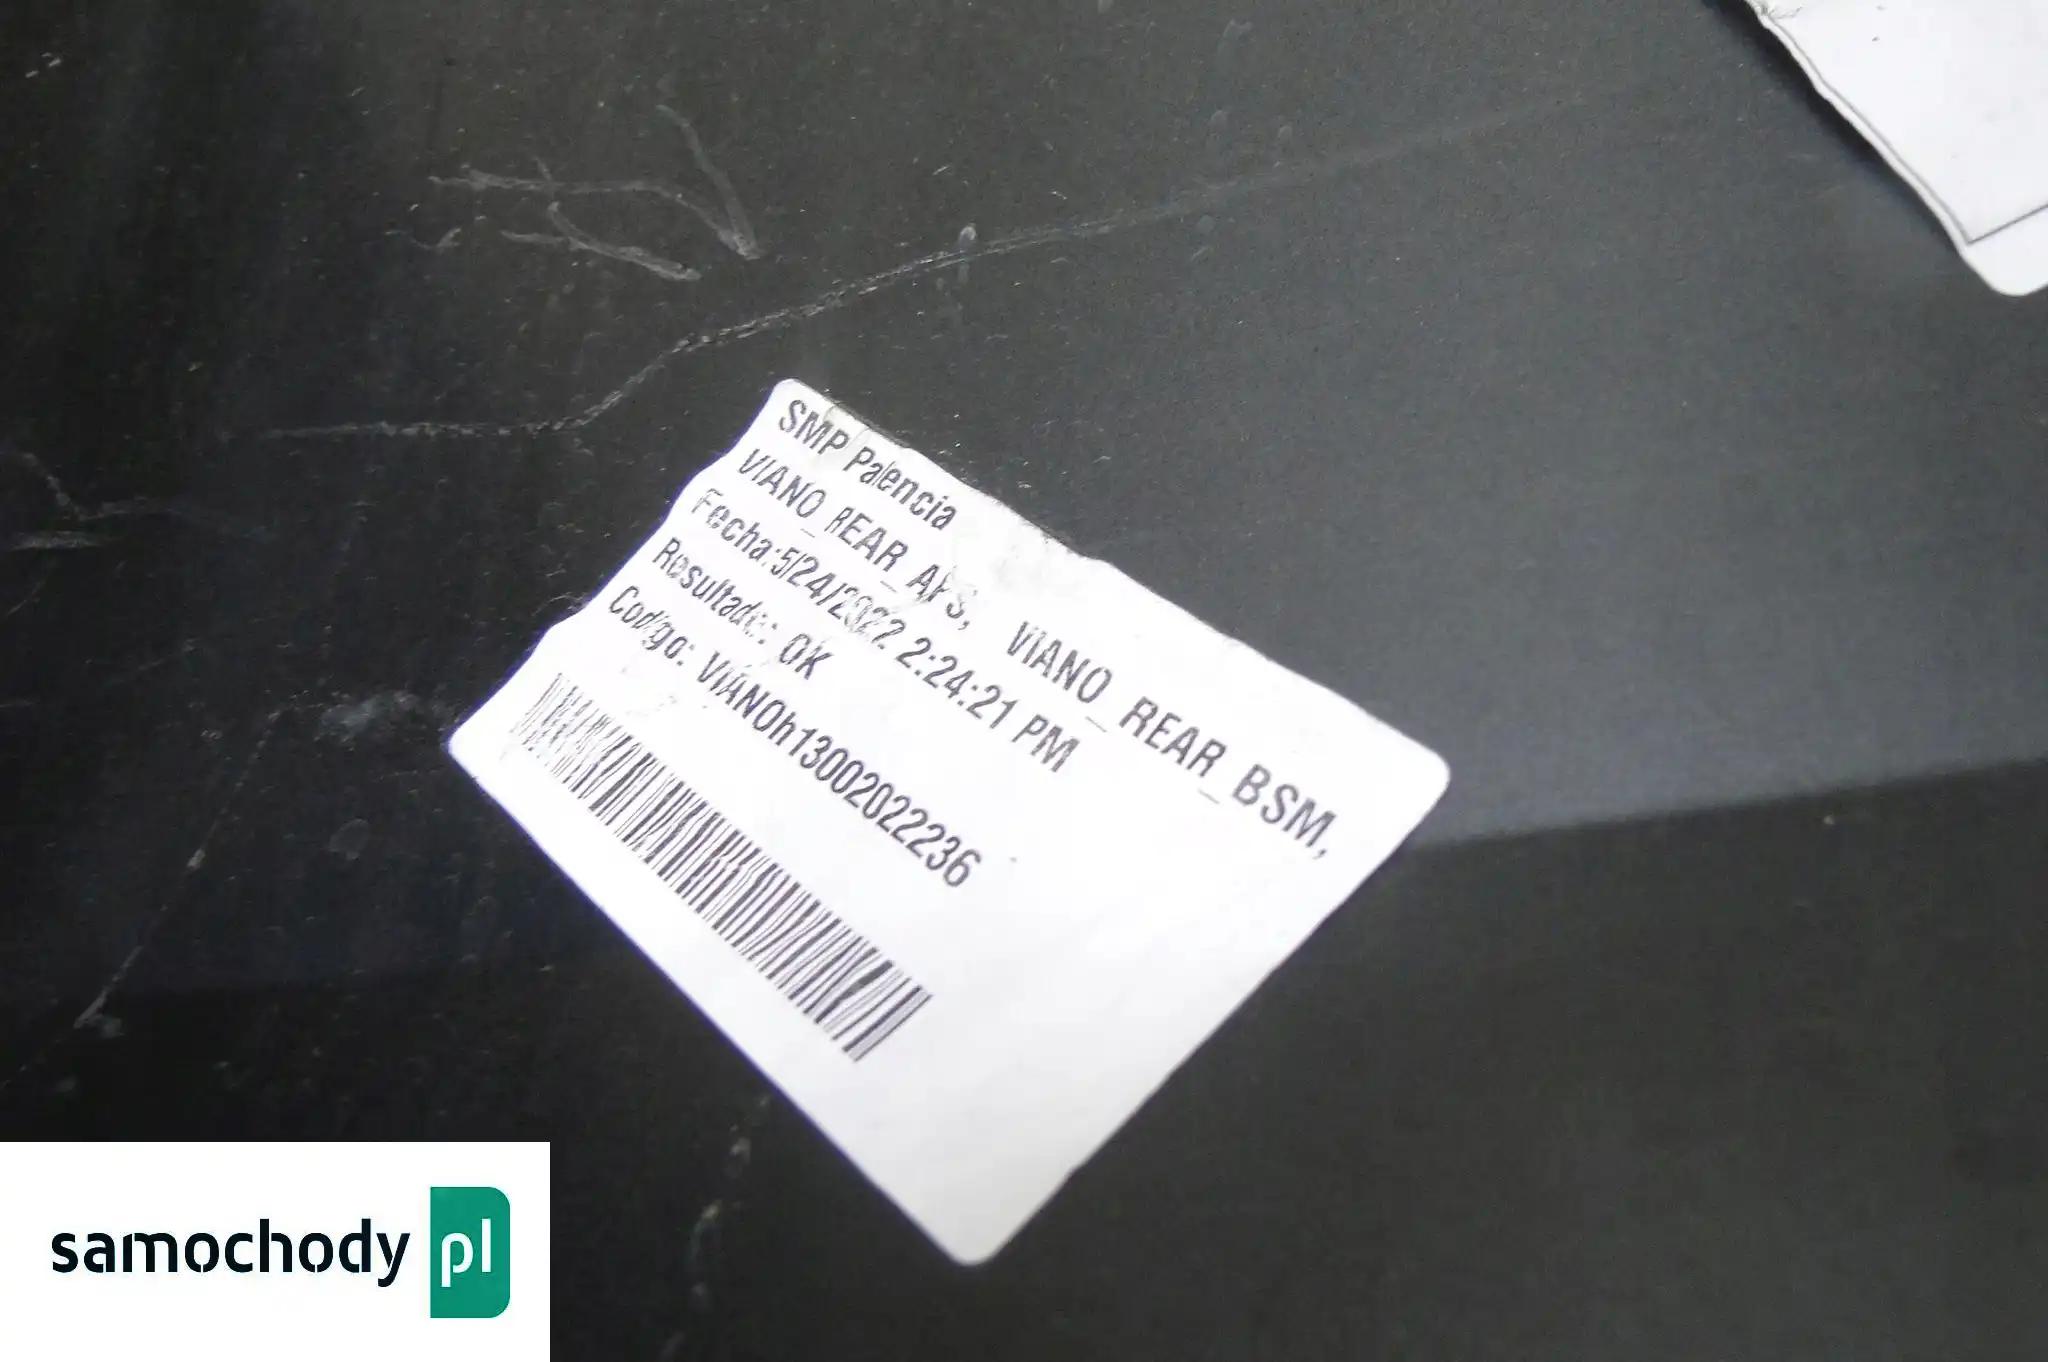 SMP Palencia
VIANO_REAR_APS, VIANO_REAR_BSM,
Fecha:5/24/2022 2:24:21 PM
Resultado: OK
Codigo: VIANOh1300202236
samochody pl